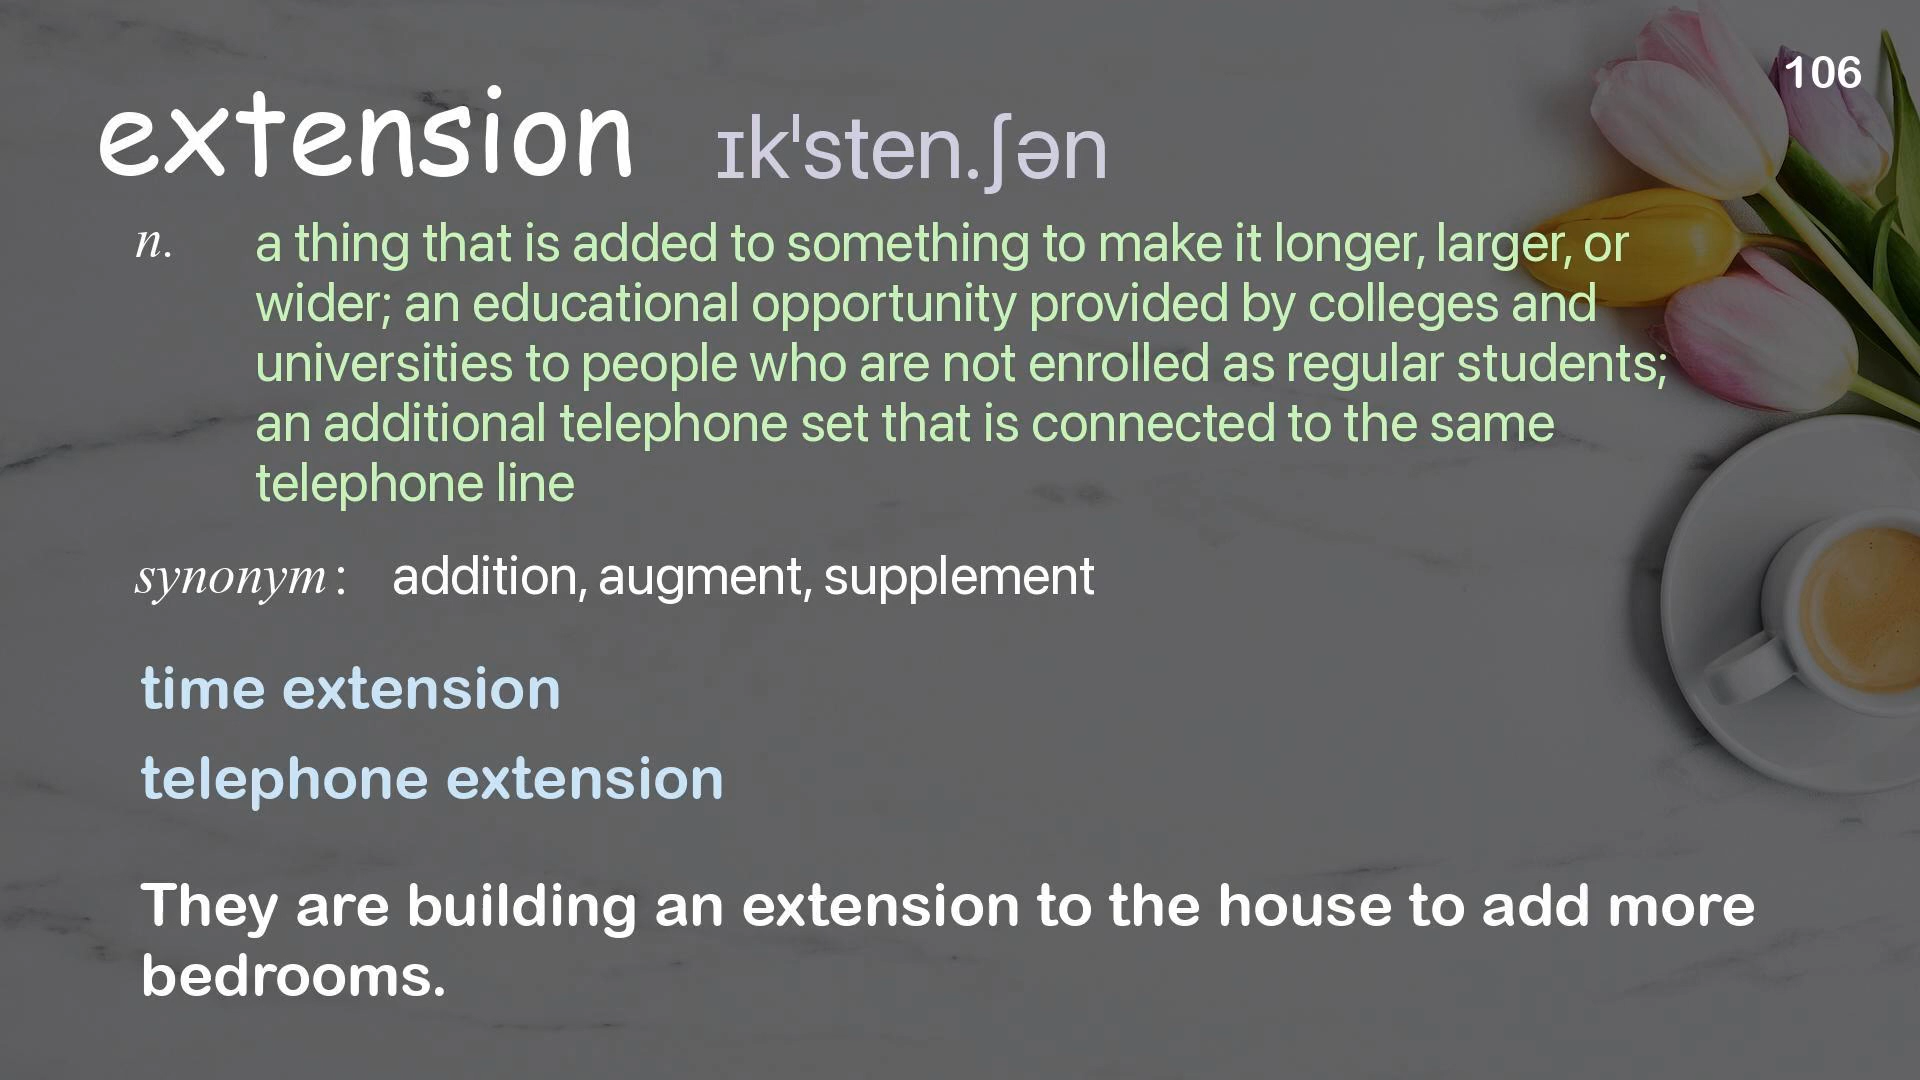 106
extension ɪkˈsten.ʃən
n. a thing that is added to something to make it longer, larger, or
wider; an educational opportunity provided by colleges and
universities to people who are not enrolled as regular students;
an additional telephone set that is connected to the same
telephone line
synonym: addition, augment, supplement
time extension
telephone extension
They are building an extension to the house to add more
bedrooms.